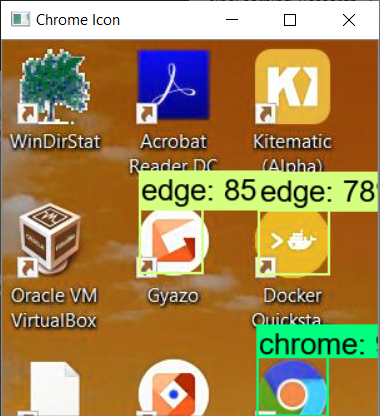 Chrome Icon
WinDirStat
Acrobat
Reader DC
Kitematic
(Alpha)
edge: 85
edge: 78
Oracle VM
VirtualBox
Gyazo
Docker
Quicksta...
chrome: